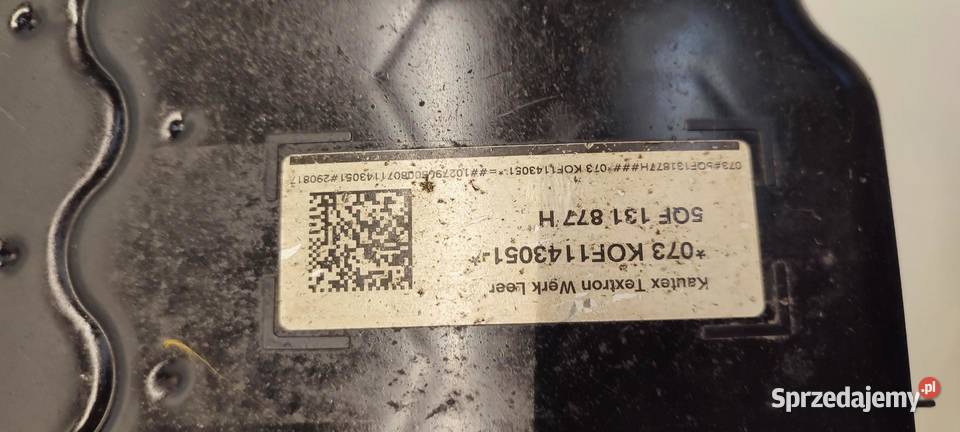 Kautex Textron Werk Leer
*073 KOF1143051-*
5QF 131 877 H
Sprzedajemy.pl